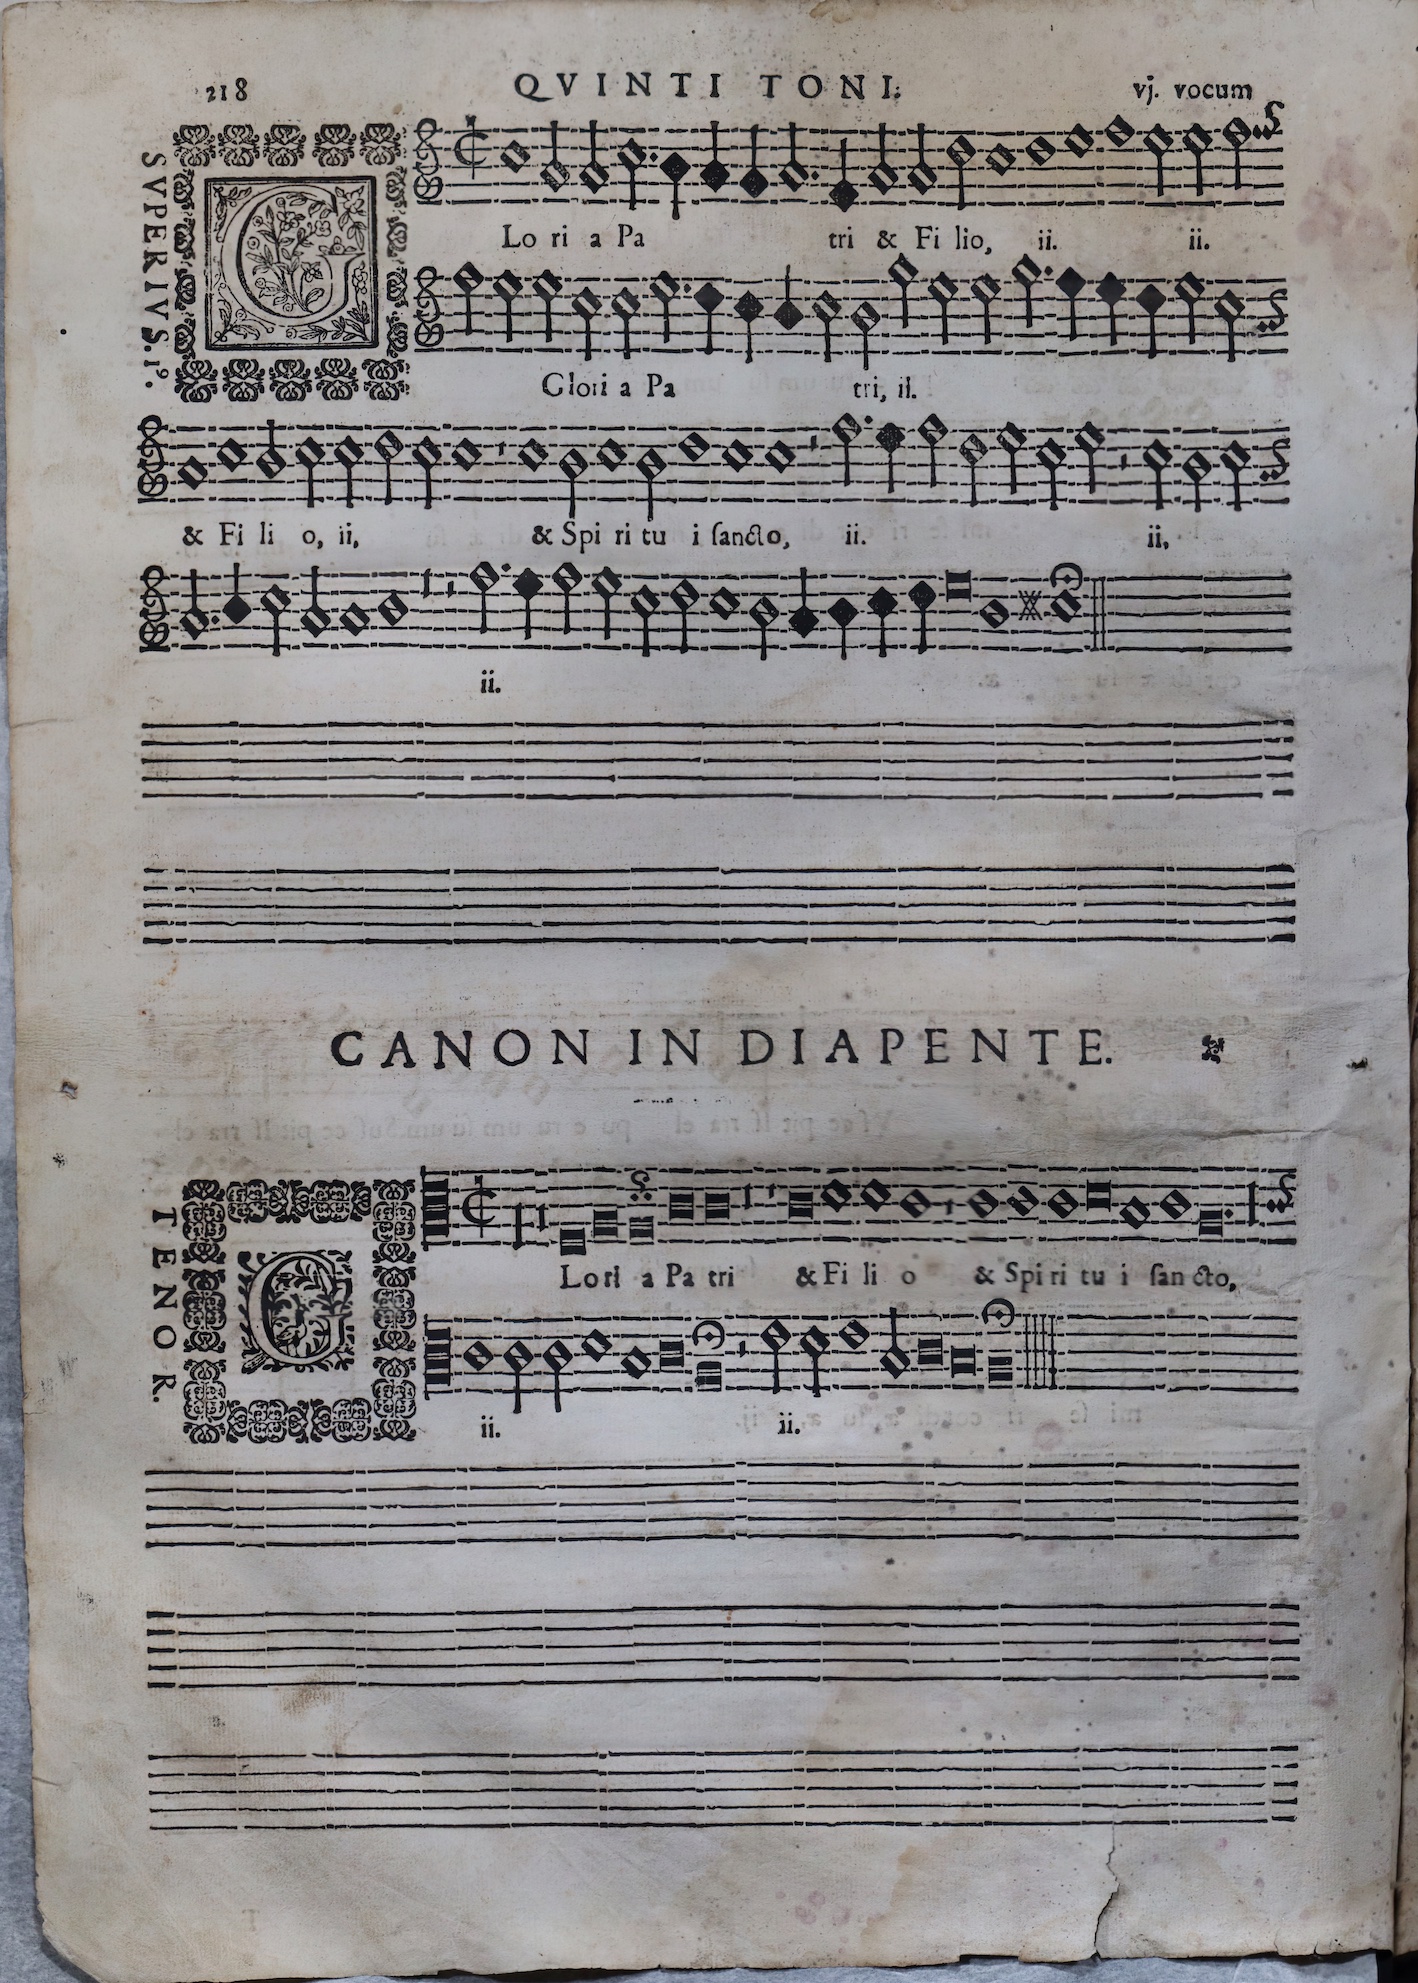 218 QVINTI TONI: vj. vocum
SVPERIVS. 1⁹.
G
Lo ri a Pa tri & Fi lio, ii. ii.
Glori a Pa tri, ii.
& Fi li o, ii, & Spi ri tu i ſancto, ii. ii,
ii.
CANON IN DIAPENTE.
TENOR.
G
Lori a Pa tri & Fi li o & Spi ri tu i ſan cto,
ii. ii.